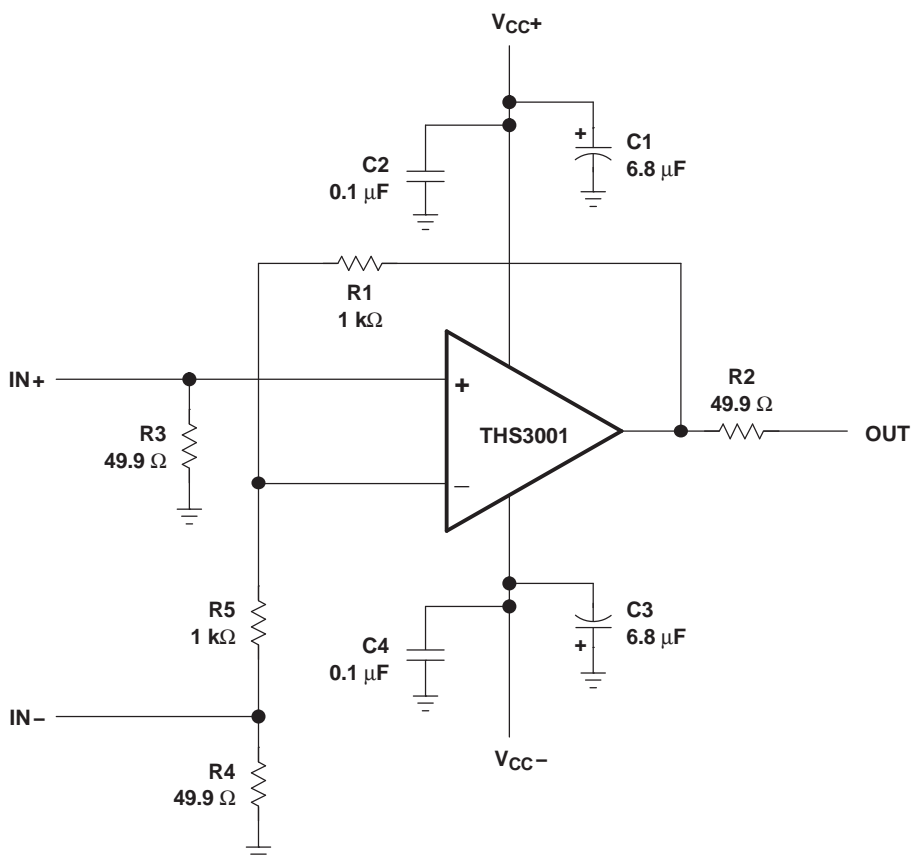 VCC+
C2
0.1 μF
+
C1
6.8 μF
R1
1 kΩ
IN+
+
R3
49.9 Ω
THS3001
R2
49.9 Ω
OUT
−
R5
1 kΩ
C4
0.1 μF
C3
6.8 μF
+
IN−
VCC−
R4
49.9 Ω